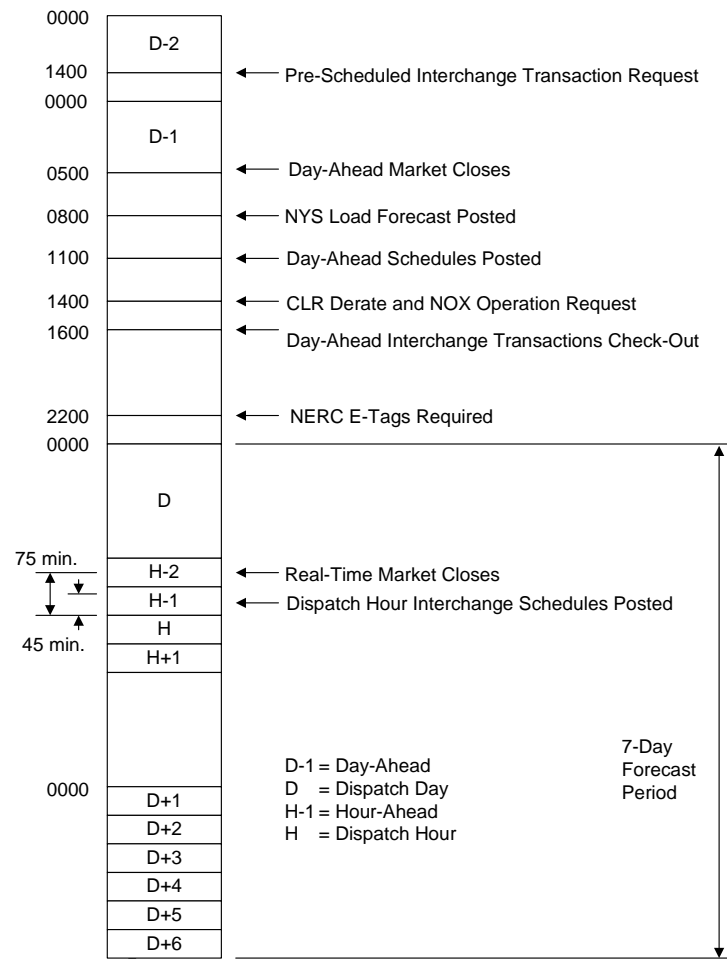 0000
D-2
1400
Pre-Scheduled Interchange Transaction Request
0000
D-1
0500
Day-Ahead Market Closes
0800
NYS Load Forecast Posted
1100
Day-Ahead Schedules Posted
1400
CLR Derate and NOX Operation Request
1600
Day-Ahead Interchange Transactions Check-Out
2200
NERC E-Tags Required
0000
D
75 min.
H-2
Real-Time Market Closes
H-1
Dispatch Hour Interchange Schedules Posted
H
45 min.
H+1
7-Day
Forecast
Period
D-1 = Day-Ahead
D = Dispatch Day
H-1 = Hour-Ahead
H = Dispatch Hour
0000
D+1
D+2
D+3
D+4
D+5
D+6